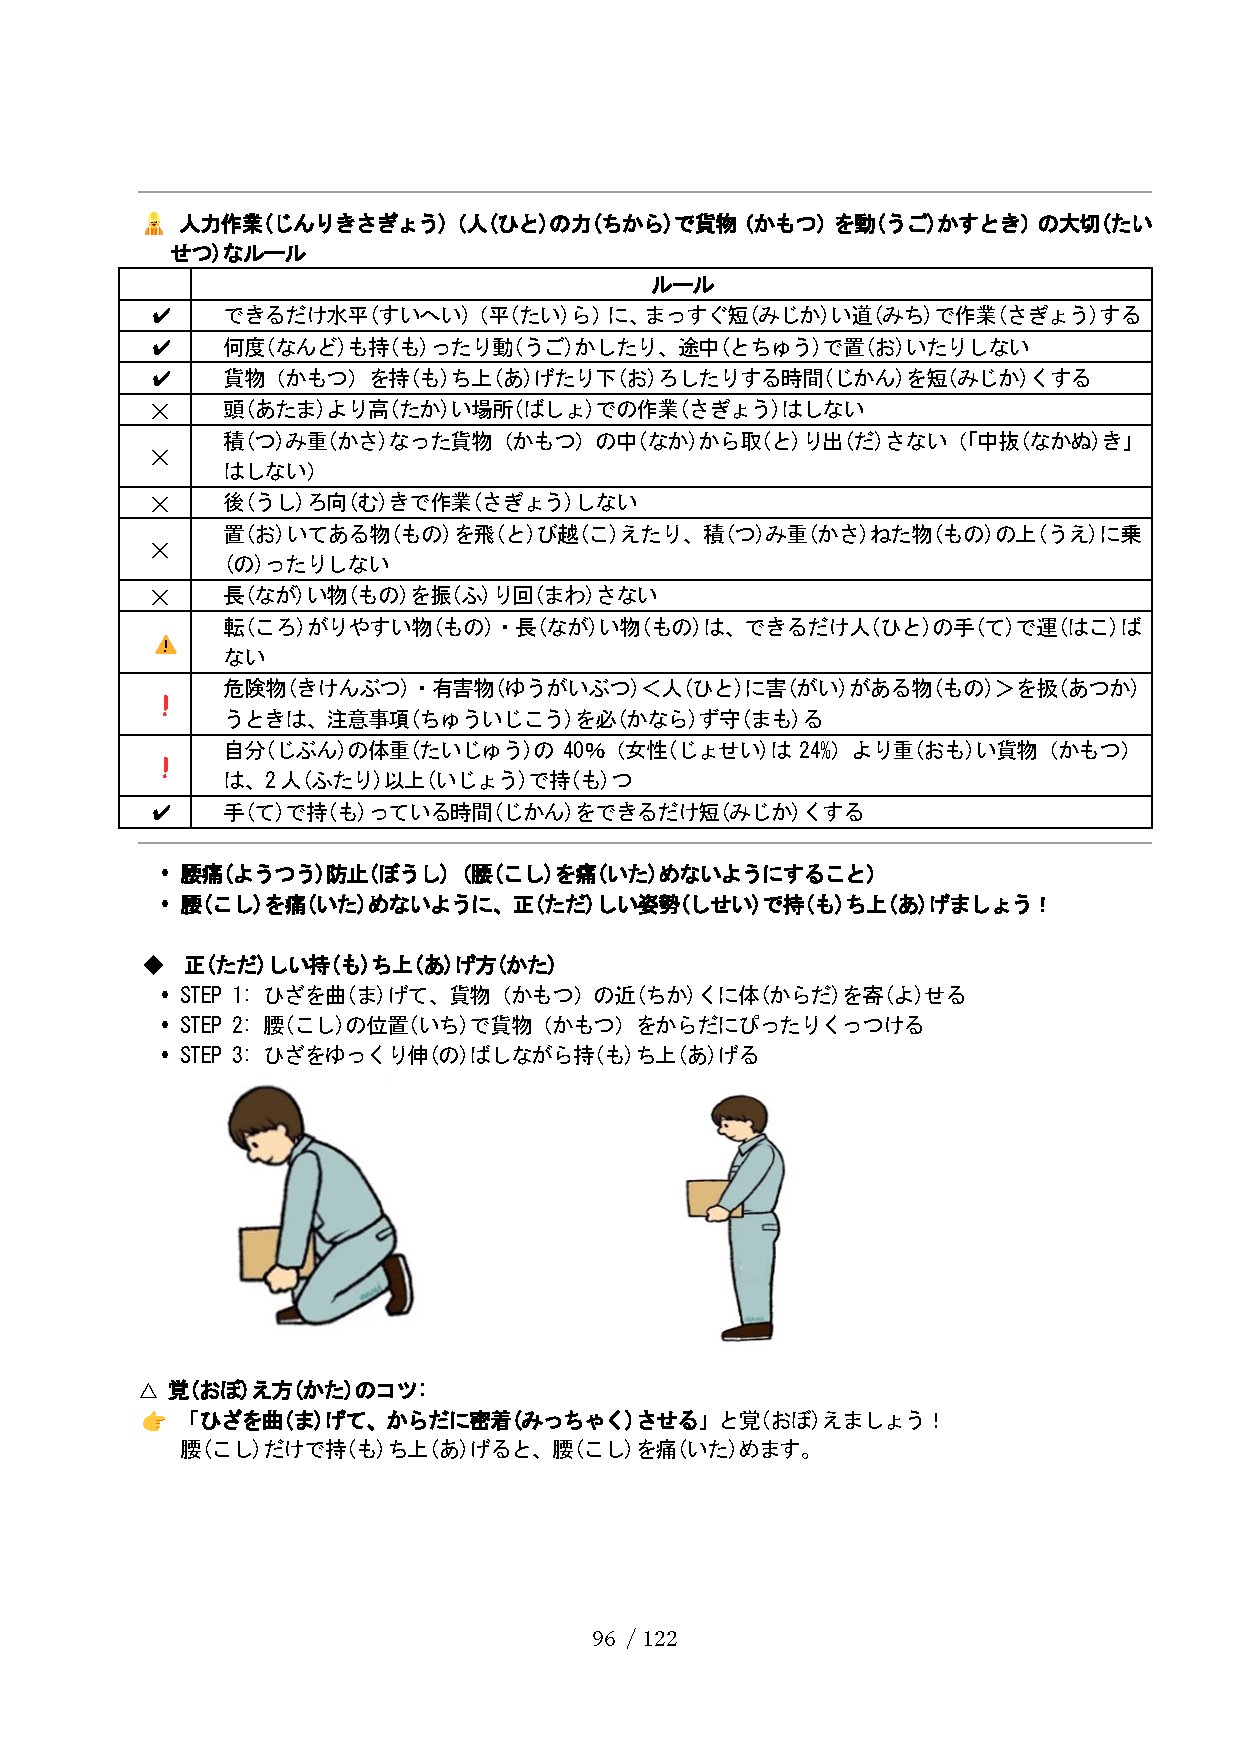 人力作業(じんりきさぎょう)（人(ひと)の力(ちから)で貨物（かもつ）を動(うご)かすとき）の大切(たい
せつ)なルール
ルール
✔ できるだけ水平(すいへい)（平(たい)ら）に、まっすぐ短(みじか)い道(みち)で作業(さぎょう)する
✔ 何度(なんど)も持(も)ったり動(うご)かしたり、途中(とちゅう)で置(お)いたりしない
✔ 貨物（かもつ）を持(も)ち上(あ)げたり下(お)ろしたりする時間(じかん)を短(みじか)くする
× 頭(あたま)より高(たか)い場所(ばしょ)での作業(さぎょう)はしない
× 積(つ)み重(かさ)なった貨物（かもつ）の中(なか)から取(と)り出(だ)さない（「中抜(なかぬ)き」
はしない）
× 後(うし)ろ向(む)きで作業(さぎょう)しない
× 置(お)いてある物(もの)を飛(と)び越(こ)えたり、積(つ)み重(かさ)ねた物(もの)の上(うえ)に乗
(の)ったりしない
× 長(なが)い物(もの)を振(ふ)り回(まわ)さない
⚠ 転(ころ)がりやすい物(もの)・長(なが)い物(もの)は、できるだけ人(ひと)の手(て)で運(はこ)ば
ない
❗ 危険物(きけんぶつ)・有害物(ゆうがいぶつ)＜人(ひと)に害(がい)がある物(もの)＞を扱(あつか)
うときは、注意事項(ちゅういじこう)を必(かなら)ず守(まも)る
❗ 自分(じぶん)の体重(たいじゅう)の 40%（女性(じょせい)は 24%）より重(おも)い貨物（かもつ）
は、2 人(ふたり)以上(いじょう)で持(も)つ
✔ 手(て)で持(も)っている時間(じかん)をできるだけ短(みじか)くする
• 腰痛(ようつう)防止(ぼうし)（腰(こし)を痛(いた)めないようにすること）
• 腰(こし)を痛(いた)めないように、正(ただ)しい姿勢(しせい)で持(も)ち上(あ)げましょう！
◆ 正(ただ)しい持(も)ち上(あ)げ方(かた)
• STEP 1: ひざを曲(ま)げて、貨物（かもつ）の近(ちか)くに体(からだ)を寄(よ)せる
• STEP 2: 腰(こし)の位置(いち)で貨物（かもつ）をからだにぴったりくっつける
• STEP 3: ひざをゆっくり伸(の)ばしながら持(も)ち上(あ)げる
△ 覚(おぼ)え方(かた)のコツ:
👉 「ひざを曲(ま)げて、からだに密着(みっちゃく)させる」と覚(おぼ)えましょう！
腰(こし)だけで持(も)ち上(あ)げると、腰(こし)を痛(いた)めます。
96 / 122